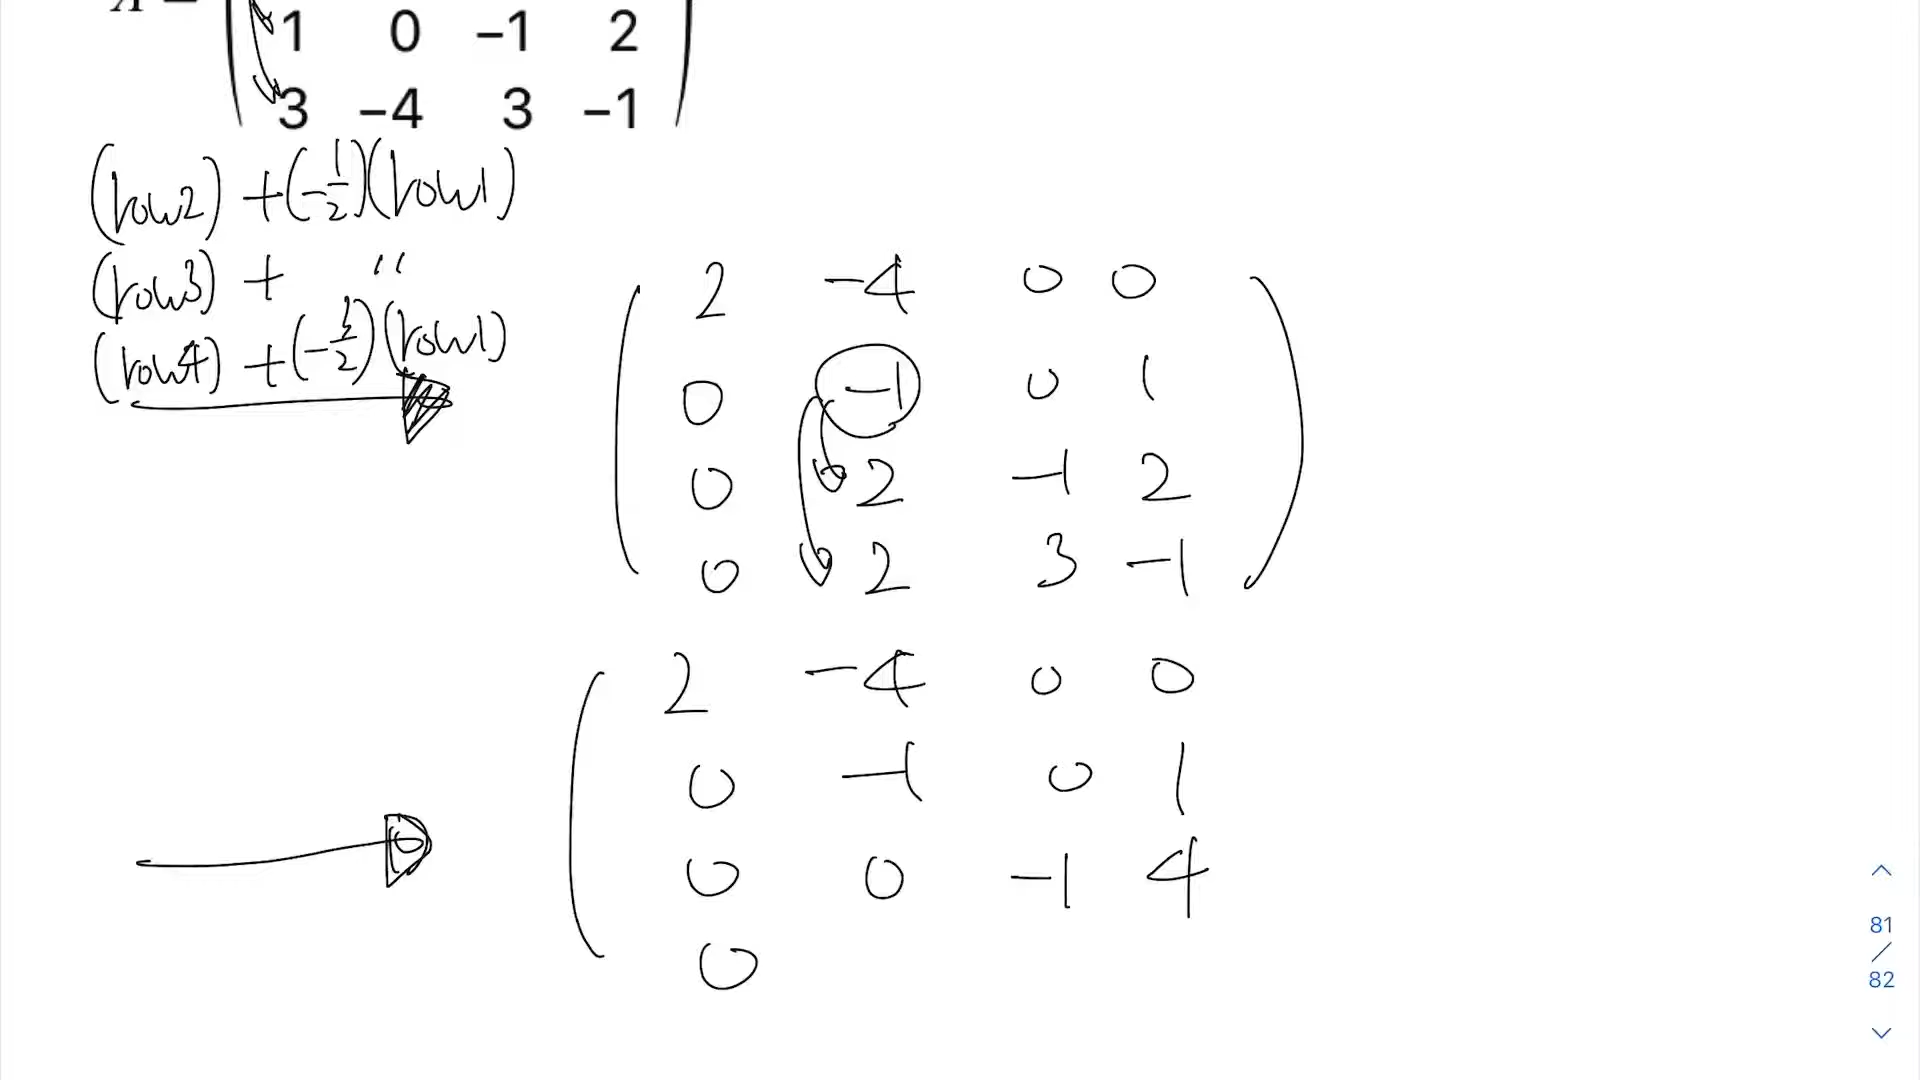 A =
1 0 −1 2
3 −4 3 −1
(row2) + (-1/2)(row1)
(row3) + 〃
(row4) + (-3/2)(row1)
2 -4 0 0
0 -1 0 1
0 2 -1 2
0 2 3 -1
2 -4 0 0
0 -1 0 1
0 0 -1 4
0
81
/
82